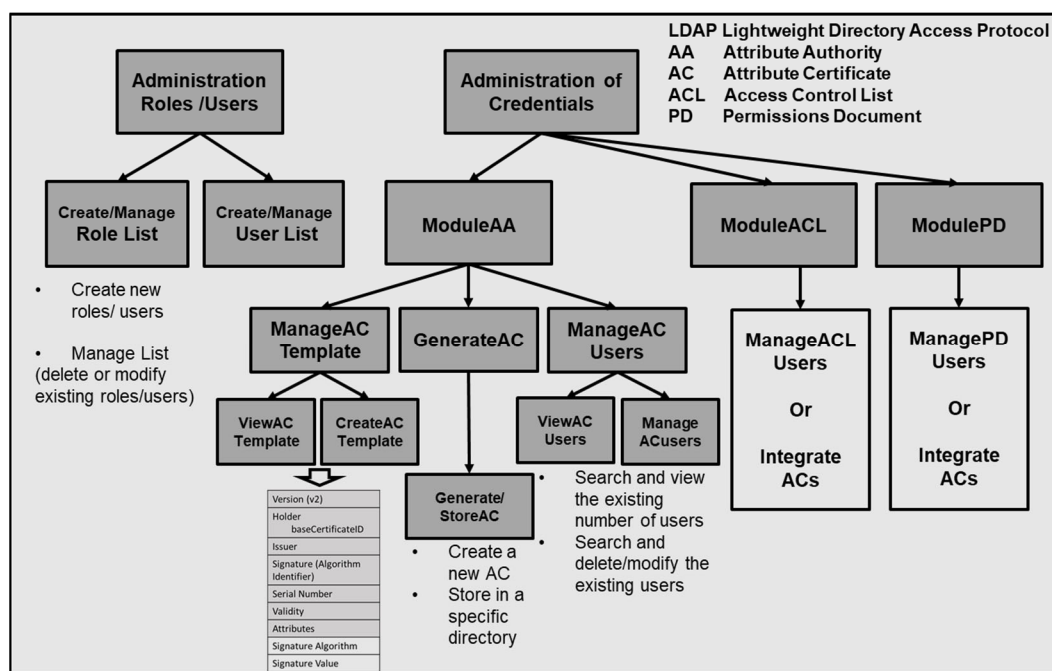 LDAP Lightweight Directory Access Protocol
AA Attribute Authority
AC Attribute Certificate
ACL Access Control List
PD Permissions Document
Administration
Roles /Users
Administration of
Credentials
Create/Manage
Role List
Create/Manage
User List
ModuleAA
ModuleACL
ModulePD
• Create new
roles/ users
• Manage List
(delete or modify
existing roles/users)
ManageAC
Template
GenerateAC
ManageAC
Users
ManageACL
Users
Or
Integrate
ACs
ManagePD
Users
Or
Integrate
ACs
ViewAC
Template
CreateAC
Template
ViewAC
Users
Manage
ACusers
Generate/
StoreAC
• Create a
new AC
• Store in a
specific
directory
• Search and view
the existing
number of users
• Search and
delete/modify the
existing users
Version (v2)
Holder
baseCertificateID
Issuer
Signature (Algorithm
Identifier)
Serial Number
Validity
Attributes
Signature Algorithm
Signature Value